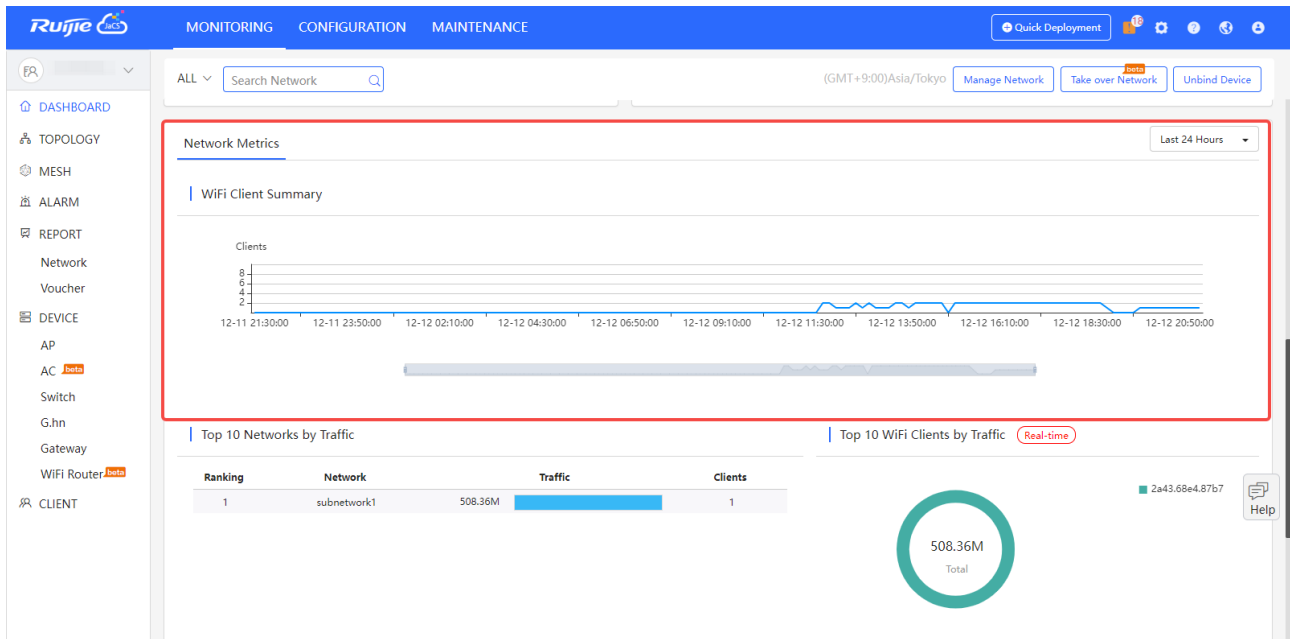 Ruijie JaCS MONITORING CONFIGURATION MAINTENANCE Quick Deployment 18
ALL Search Network (GMT+9:00)Asia/Tokyo Manage Network Take over Network beta Unbind Device
DASHBOARD
TOPOLOGY
MESH
ALARM
REPORT
Network
Voucher
DEVICE
AP
AC beta
Switch
G.hn
Gateway
WiFi Router beta
CLIENT
Network Metrics Last 24 Hours
WiFi Client Summary
Clients
8
6
4
2
12-11 21:30:00 12-11 23:50:00 12-12 02:10:00 12-12 04:30:00 12-12 06:50:00 12-12 09:10:00 12-12 11:30:00 12-12 13:50:00 12-12 16:10:00 12-12 18:30:00 12-12 20:50:00
Top 10 Networks by Traffic
Ranking Network Traffic Clients
1 subnetwork1 508.36M 1
Top 10 WiFi Clients by Traffic Real-time
2a43.68e4.87b7
508.36M
Total
Help